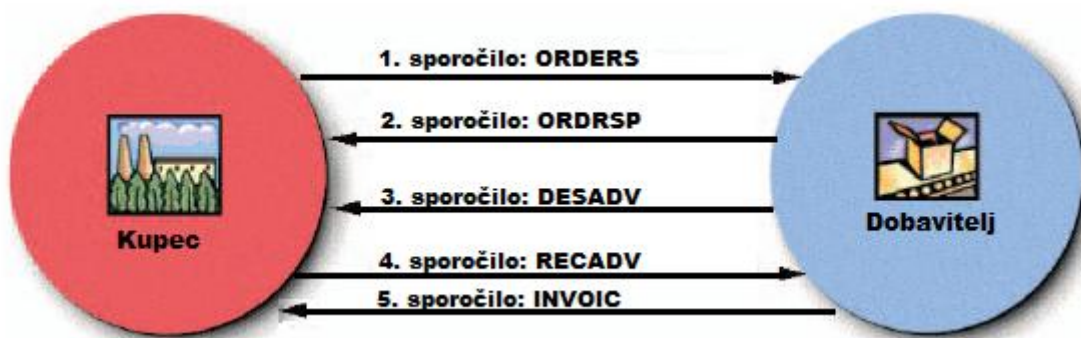 1. sporočilo: ORDERS
2. sporočilo: ORDRSP
3. sporočilo: DESADV
Kupec
Dobavitelj
4. sporočilo: RECADV
5. sporočilo: INVOIC